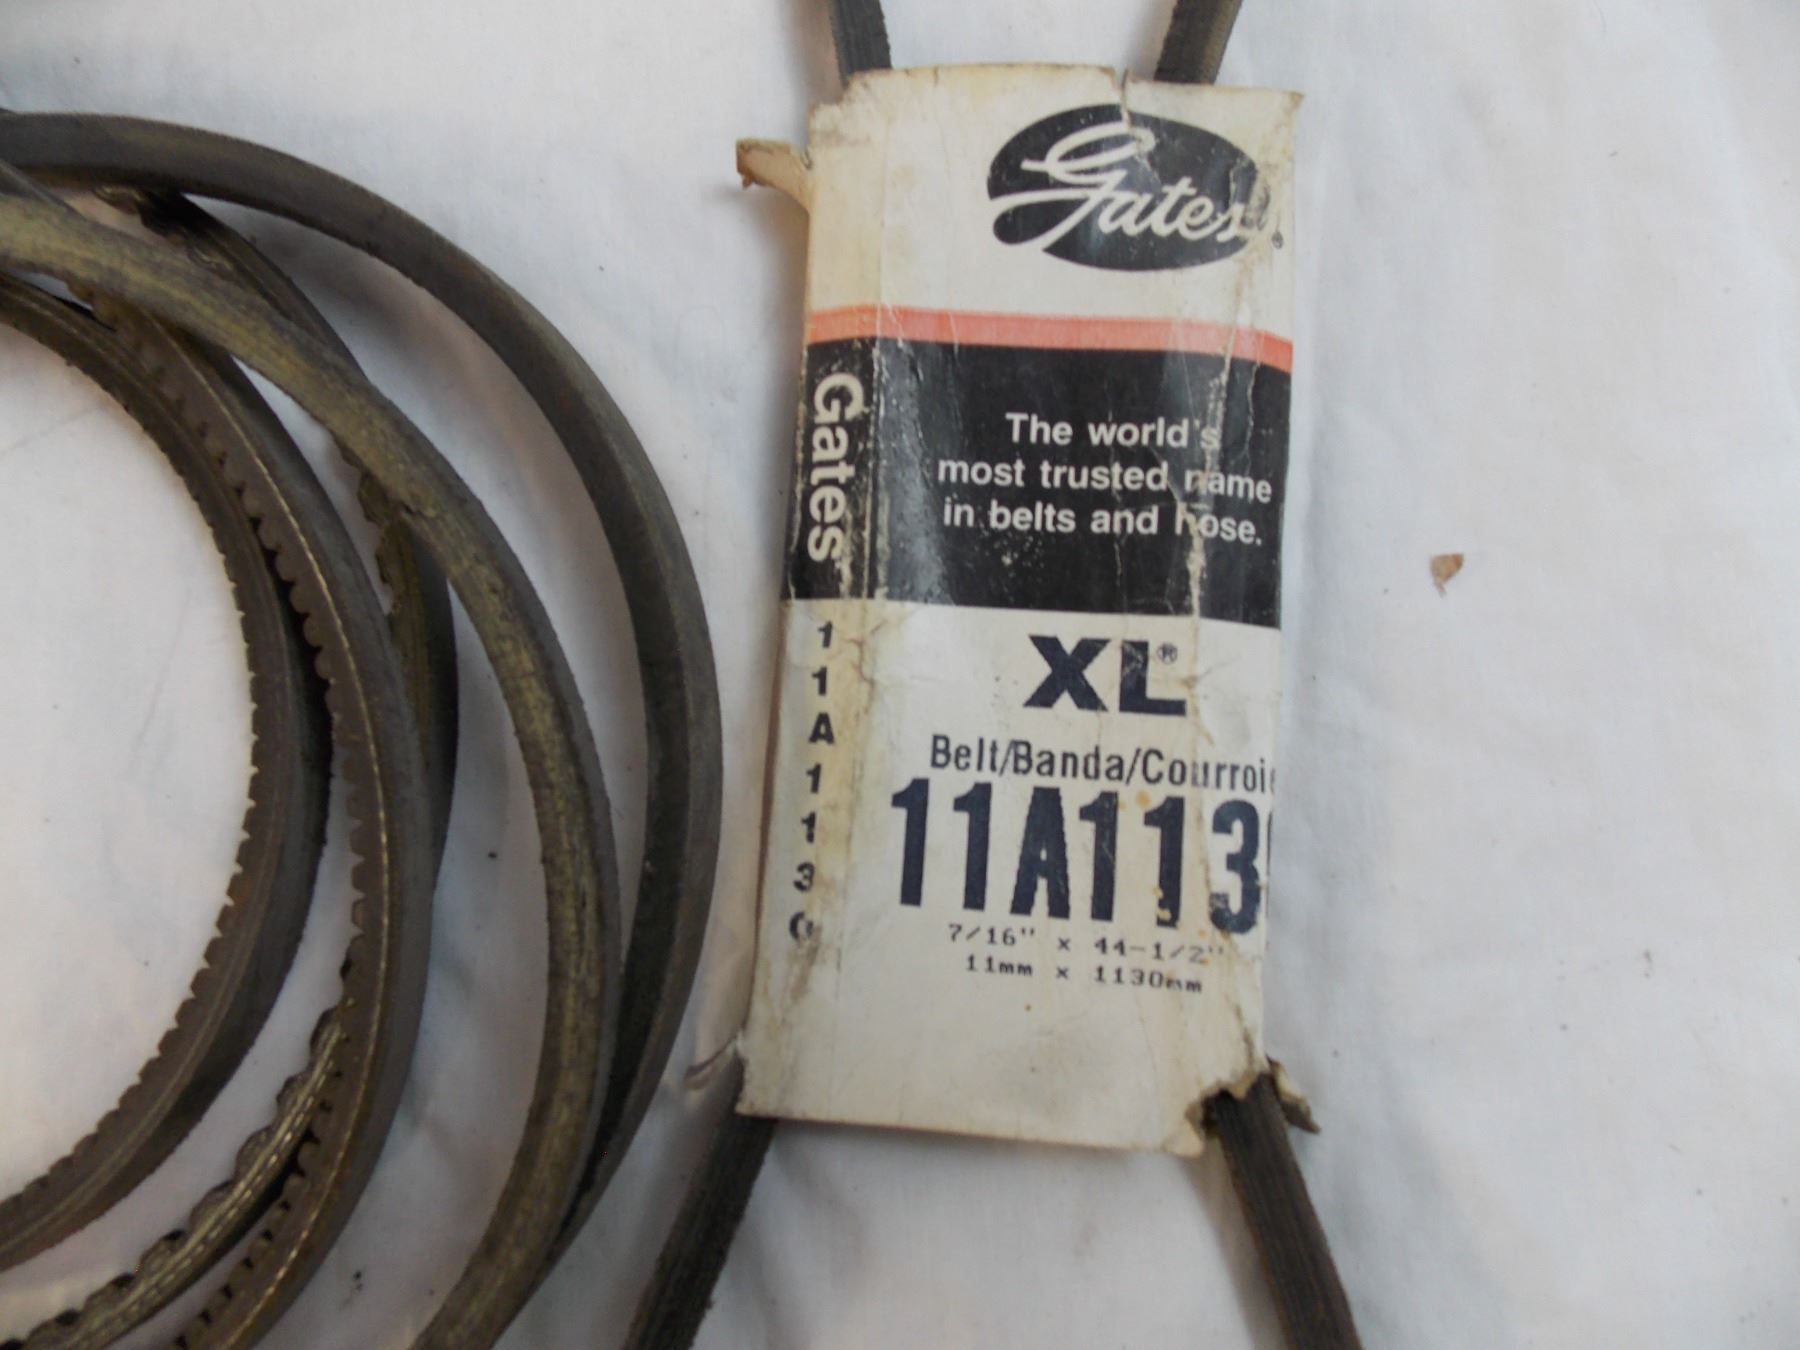 Gates®
The world's
most trusted name
in belts and hose.
Gates
11A1130
XL®
Belt/Banda/Courroie
11A1130
7/16" x 44-1/2"
11mm x 1130mm